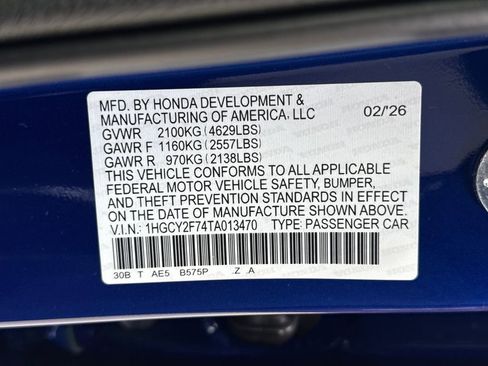 MFD. BY HONDA DEVELOPMENT &
MANUFACTURING OF AMERICA, LLC 02/'26
GVWR 2100KG (4629LBS)
GAWR F 1160KG (2557LBS)
GAWR R 970KG (2138LBS)
THIS VEHICLE CONFORMS TO ALL APPLICABLE
FEDERAL MOTOR VEHICLE SAFETY, BUMPER,
AND THEFT PREVENTION STANDARDS IN EFFECT
ON THE DATE OF MANUFACTURE SHOWN ABOVE.
V.I.N.: 1HGCY2F74TA013470 TYPE: PASSENGER CAR
30B T AE5 B575P .Z .A